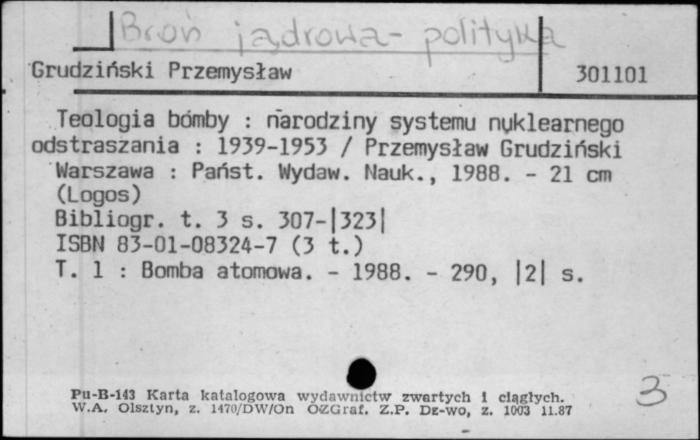 Broń jądrowa - polityka
Grudziński Przemysław 301101
Teologia bomby : narodziny systemu nuklearnego
odstraszania : 1939-1953 / Przemysław Grudziński
Warszawa : Państ. Wydaw. Nauk., 1988. - 21 cm
(Logos)
Bibliogr. t. 3 s. 307-|323|
ISBN 83-01-08324-7 (3 t.)
T. 1 : Bomba atomowa. - 1988. - 290, |2| s.
Pu-B-143 Karta katalogowa wydawnictw zwartych i ciągłych.
W.A. Olsztyn, z. 1470/DW/On OZGraf. Z.P. Dz-wo, z. 1003 11.87
3